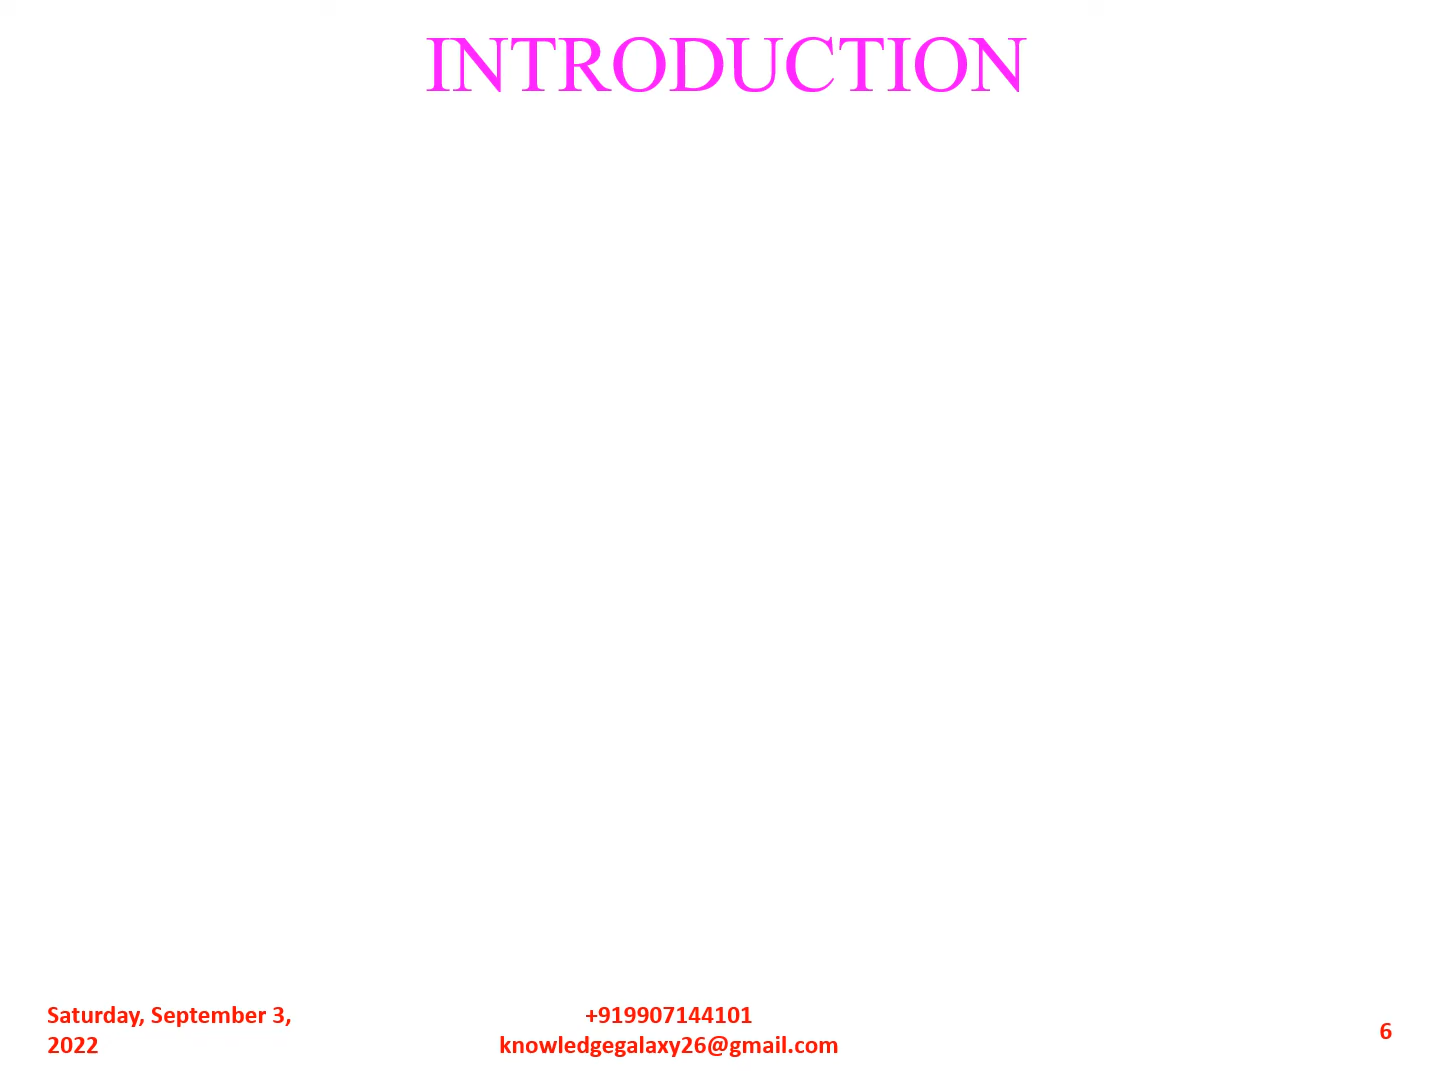 INTRODUCTION
Saturday, September 3,
2022
+919907144101
knowledgegalaxy26@gmail.com
6